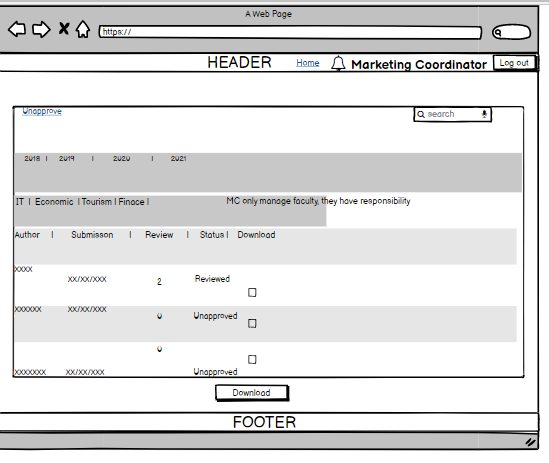 A Web Page
https://
HEADER Home Marketing Coordinator Log out
Unapprove
search
2018 | 2019 | 2020 | 2021
IT | Economic | Tourism | Finace | MC only manage faculty, they have responsibility
Author | Submisson | Review | Status | Download
XXXX
XX/XX/XXX 2 Reviewed
XXXXXX XX/XX/XXX 0 Unapproved
0
XXXXXXX XX/XX/XXX Unapproved
Download
FOOTER